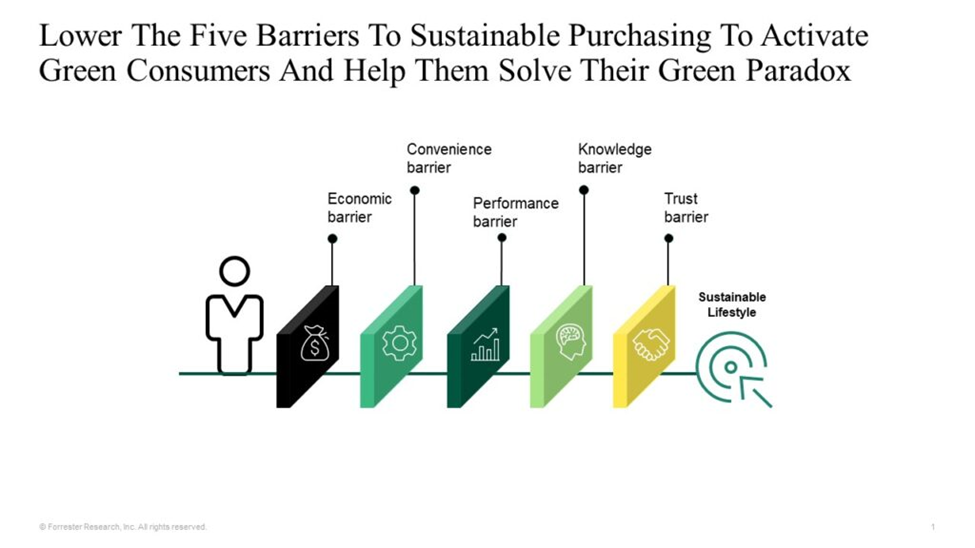 Lower The Five Barriers To Sustainable Purchasing To Activate
Green Consumers And Help Them Solve Their Green Paradox
Economic
barrier
Convenience
barrier
Performance
barrier
Knowledge
barrier
Trust
barrier
Sustainable
Lifestyle
$
© Forrester Research, Inc. All rights reserved.
1